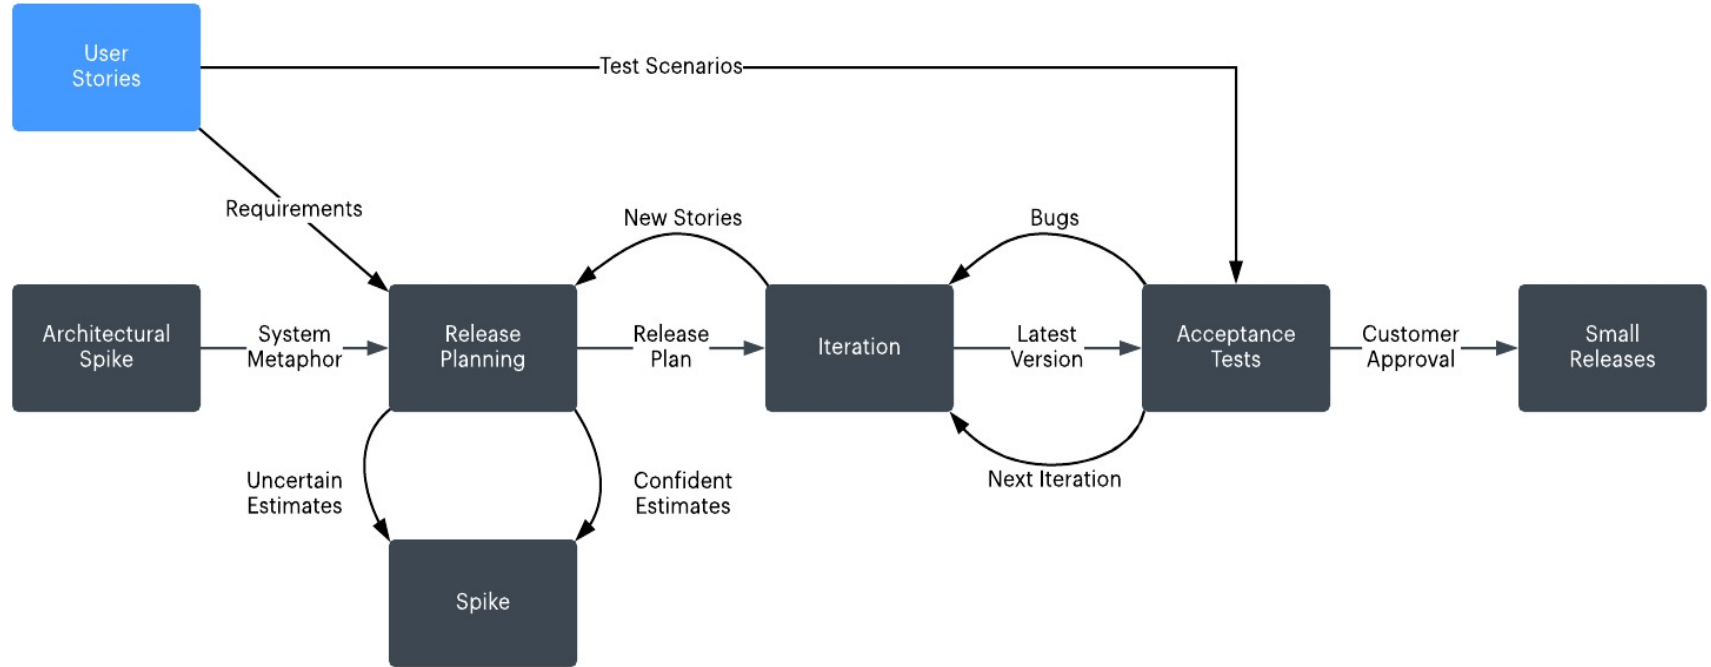 User
Stories
Test Scenarios
Requirements
New Stories
Bugs
Architectural
Spike
System
Metaphor
Release
Planning
Release
Plan
Iteration
Latest
Version
Acceptance
Tests
Customer
Approval
Small
Releases
Uncertain
Estimates
Confident
Estimates
Next Iteration
Spike